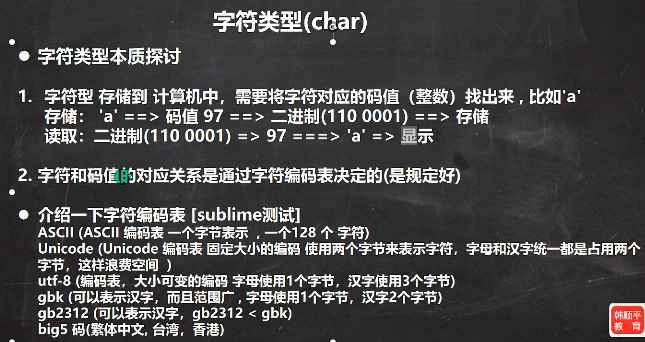 字符类型(char)
● 字符类型本质探讨
1. 字符型 存储到 计算机中，需要将字符对应的码值（整数）找出来，比如'a'
存储： 'a' ==> 码值 97 ==> 二进制(110 0001) ==> 存储
读取：二进制(110 0001) => 97 ===> 'a' => 显示
2. 字符和码值的对应关系是通过字符编码表决定的(是规定好)
● 介绍一下字符编码表 [sublime测试]
ASCII (ASCII 编码表 一个字节表示 ，一个128 个 字符)
Unicode (Unicode 编码表 固定大小的编码 使用两个字节来表示字符，字母和汉字统一都是占用两个
字节，这样浪费空间 ）
utf-8 (编码表，大小可变的编码 字母使用1个字节，汉字使用3个字节)
gbk (可以表示汉字，而且范围广，字母使用1个字节，汉字2个字节)
gb2312 (可以表示汉字，gb2312 < gbk)
big5 码(繁体中文, 台湾，香港)
韩顺平
教育